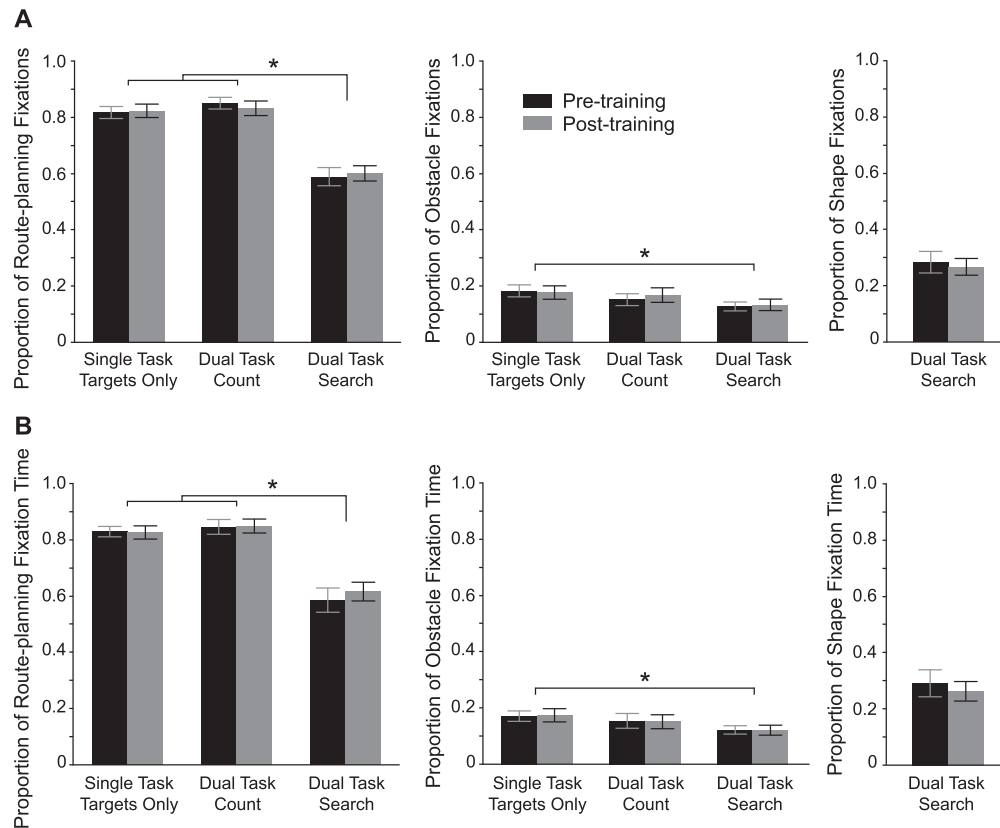 A
Proportion of Route-planning Fixations
1.0
0.8
0.6
0.4
0.2
0
*
Single Task
Targets Only
Dual Task
Count
Dual Task
Search
Proportion of Obstacle Fixations
1.0
0.8
0.6
0.4
0.2
0
Pre-training
Post-training
*
Single Task
Targets Only
Dual Task
Count
Dual Task
Search
Proportion of Shape Fixations
1.0
0.8
0.6
0.4
0.2
0
Dual Task
Search
B
Proportion of Route-planning Fixation Time
1.0
0.8
0.6
0.4
0.2
0
*
Single Task
Targets Only
Dual Task
Count
Dual Task
Search
Proportion of Obstacle Fixation Time
1.0
0.8
0.6
0.4
0.2
0
*
Single Task
Targets Only
Dual Task
Count
Dual Task
Search
Proportion of Shape Fixation Time
1.0
0.8
0.6
0.4
0.2
0
Dual Task
Search